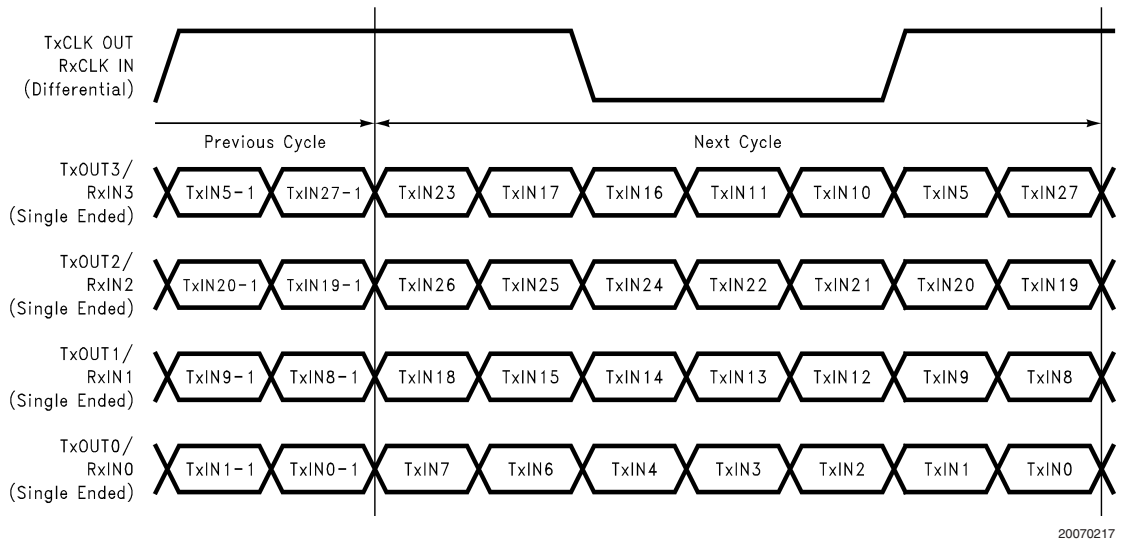 TxCLK OUT
RxCLK IN
(Differential)
Previous Cycle
Next Cycle
TxOUT3/
RxIN3
(Single Ended)
TxIN5-1 TxIN27-1 TxIN23 TxIN17 TxIN16 TxIN11 TxIN10 TxIN5 TxIN27
TxOUT2/
RxIN2
(Single Ended)
TxIN20-1 TxIN19-1 TxIN26 TxIN25 TxIN24 TxIN22 TxIN21 TxIN20 TxIN19
TxOUT1/
RxIN1
(Single Ended)
TxIN9-1 TxIN8-1 TxIN18 TxIN15 TxIN14 TxIN13 TxIN12 TxIN9 TxIN8
TxOUT0/
RxIN0
(Single Ended)
TxIN1-1 TxIN0-1 TxIN7 TxIN6 TxIN4 TxIN3 TxIN2 TxIN1 TxIN0
20070217